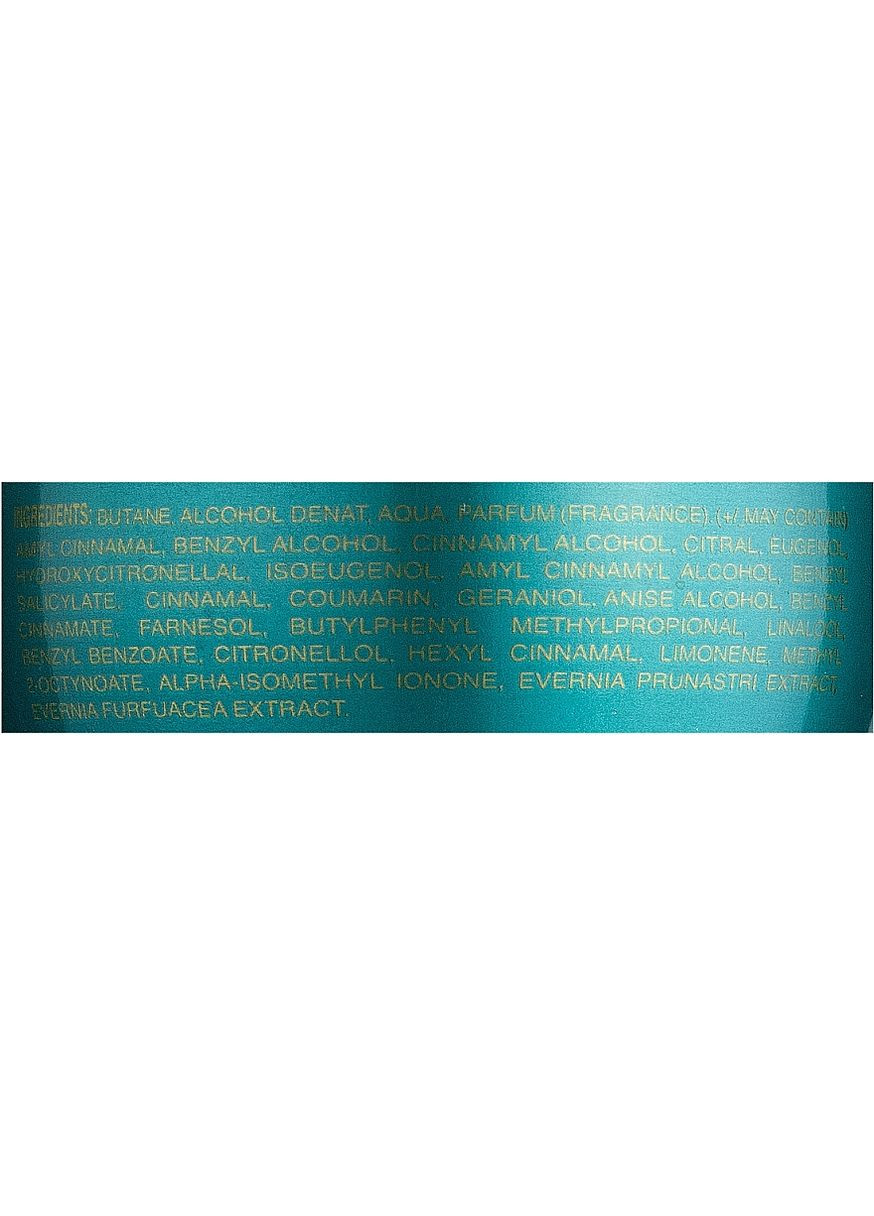 INGREDIENTS: BUTANE, ALCOHOL DENAT, AQUA, PARFUM (FRAGRANCE). (+/ MAY CONTAIN)
AMYL CINNAMAL, BENZYL ALCOHOL, CINNAMYL ALCOHOL, CITRAL, EUGENOL,
HYDROXYCITRONELLAL, ISOEUGENOL, AMYL CINNAMYL ALCOHOL, BENZYL
SALICYLATE, CINNAMAL, COUMARIN, GERANIOL, ANISE ALCOHOL, BENZYL
CINNAMATE, FARNESOL, BUTYLPHENYL METHYLPROPIONAL, LINALOOL,
BENZYL BENZOATE, CITRONELLOL, HEXYL CINNAMAL, LIMONENE, METHYL
2-OCTYNOATE, ALPHA-ISOMETHYL IONONE, EVERNIA PRUNASTRI EXTRACT,
EVERNIA FURFUACEA EXTRACT.